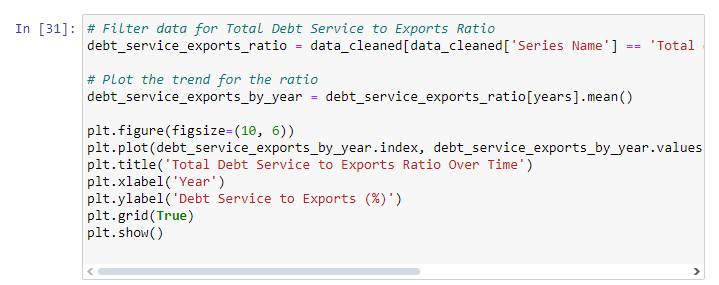 In [31]: # Filter data for Total Debt Service to Exports Ratio
debt_service_exports_ratio = data_cleaned[data_cleaned['Series Name'] == 'Total
# Plot the trend for the ratio
debt_service_exports_by_year = debt_service_exports_ratio[years].mean()
plt.figure(figsize=(10, 6))
plt.plot(debt_service_exports_by_year.index, debt_service_exports_by_year.values
plt.title('Total Debt Service to Exports Ratio Over Time')
plt.xlabel('Year')
plt.ylabel('Debt Service to Exports (%)')
plt.grid(True)
plt.show()